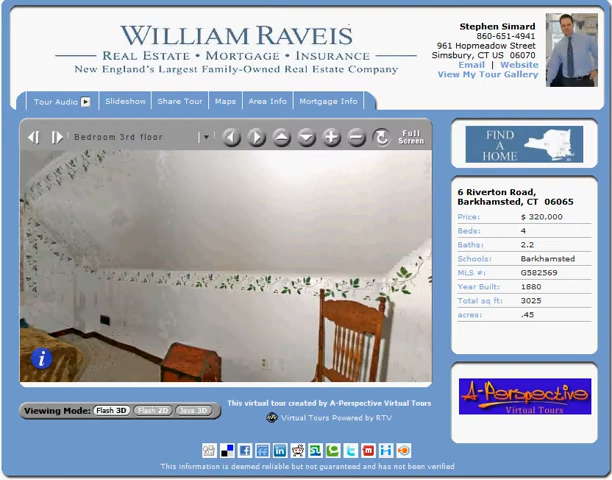 WILLIAM RAVEIS
REAL ESTATE • MORTGAGE • INSURANCE
New England's Largest Family-Owned Real Estate Company
Stephen Simard
860-651-4941
961 Hopmeadow Street
Simsbury, CT US 06070
Email | Website
View My Tour Gallery
Tour Audio Slideshow Share Tour Maps Area Info Mortgage Info
Bedroom 3rd floor
Full
Screen
FIND
A
HOME
6 Riverton Road,
Barkhamsted, CT 06065
Price: $ 320,000
Beds: 4
Baths: 2.2
Schools: Barkhamsted
MLS #: G582569
Year Built: 1880
Total sq ft: 3025
acres: .45
i
Viewing Mode: Flash 3D Flash 2D Java 3D
This virtual tour created by A-Perspective Virtual Tours
Virtual Tours Powered by RTV
A-Perspective
Virtual Tours
This information is deemed reliable but not guaranteed and has not been verified